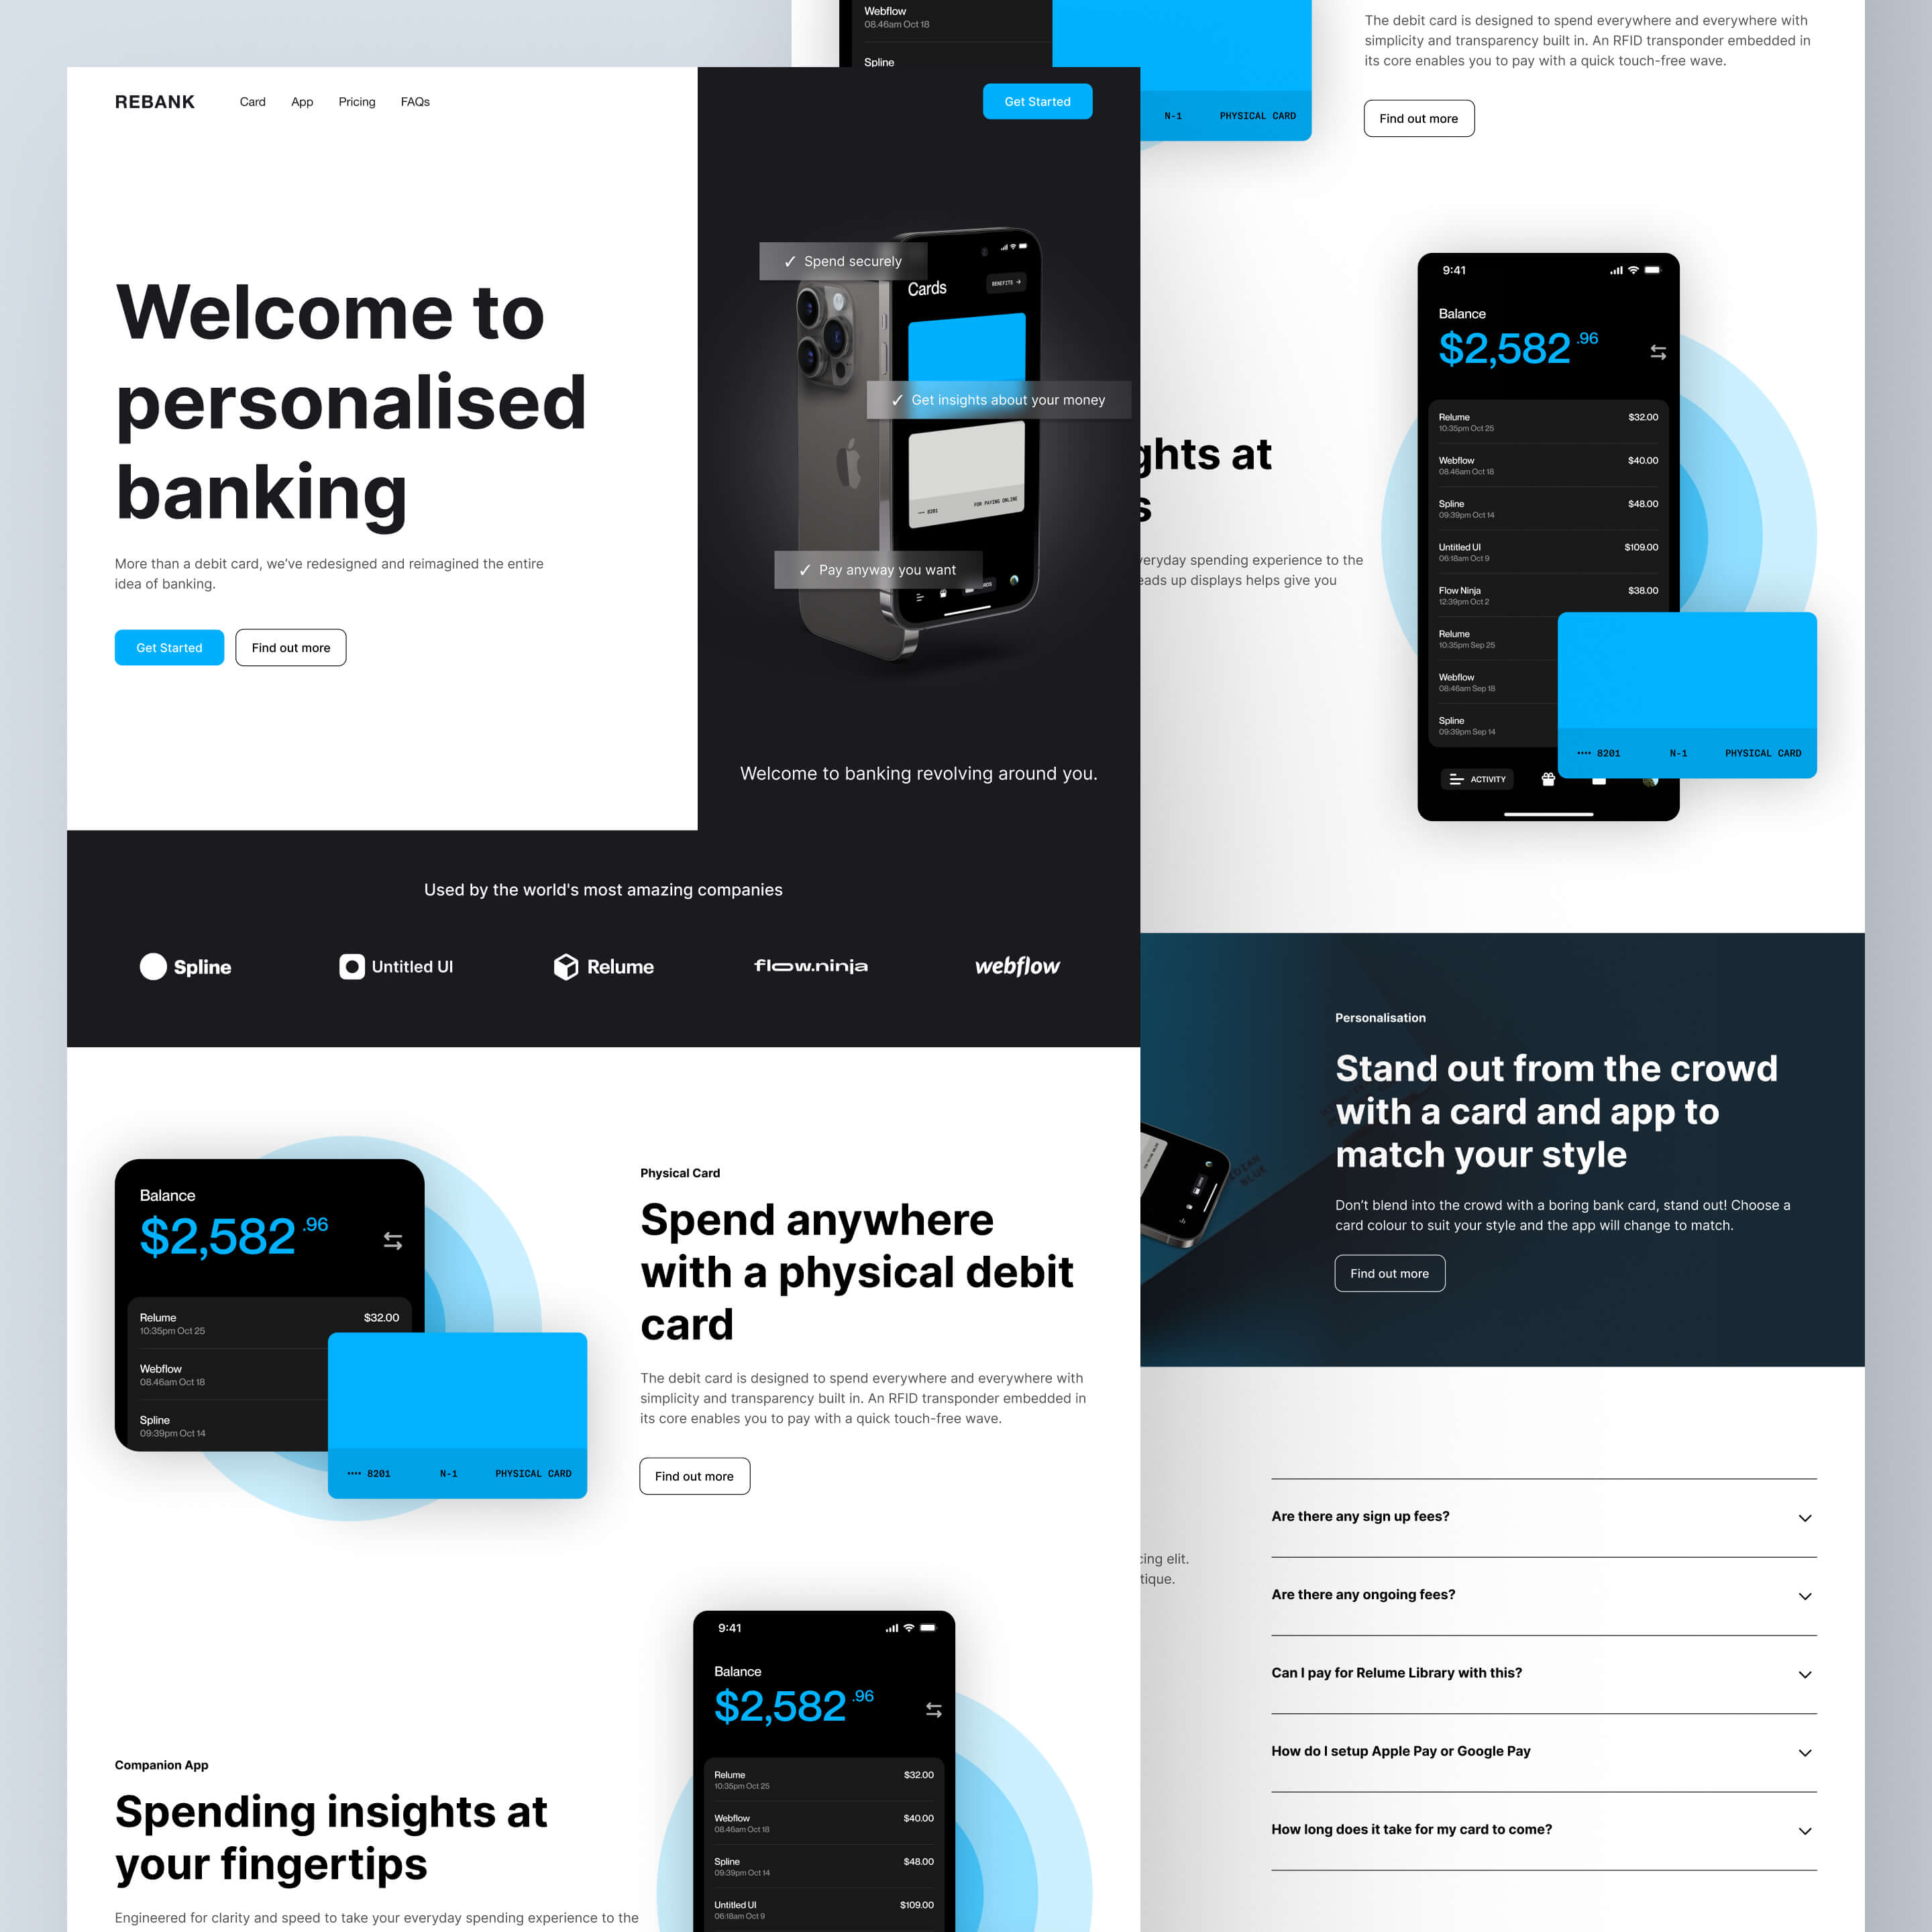 REBANK
Card
App
Pricing
FAQs
Get Started
Welcome to
personalised
banking
More than a debit card, we've redesigned and reimagined the entire
idea of banking.
Get Started
Find out more
✓ Spend securely
Cards
BENEFITS →
✓ Get insights about your money
•••• 8201
FOR PAYING ONLINE
✓ Pay anyway you want
Welcome to banking revolving around you.
Used by the world's most amazing companies
Spline
Untitled UI
Relume
flow.ninja
webflow
Balance
$2,582.96
Relume
$32.00
10:35pm Oct 25
Webflow
08.46am Oct 18
Spline
09:39pm Oct 14
•••• 8201
N-1
PHYSICAL CARD
Physical Card
Spend anywhere
with a physical debit
card
The debit card is designed to spend everywhere and everywhere with
simplicity and transparency built in. An RFID transponder embedded in
its core enables you to pay with a quick touch-free wave.
Find out more
Companion App
Spending insights at
your fingertips
Engineered for clarity and speed to take your everyday spending experience to the
9:41
Balance
$2,582.96
Relume
$32.00
10:35pm Oct 25
Webflow
$40.00
08.46am Oct 18
Spline
$48.00
09:39pm Oct 14
Untitled UI
$109.00
06:18am Oct 9
Webflow
08.46am Oct 18
Spline
N-1
PHYSICAL CARD
The debit card is designed to spend everywhere and everywhere with
simplicity and transparency built in. An RFID transponder embedded in
its core enables you to pay with a quick touch-free wave.
Find out more
ghts at
s
veryday spending experience to the
eads up displays helps give you
9:41
Balance
$2,582.96
Relume
$32.00
10:35pm Oct 25
Webflow
$40.00
08.46am Oct 18
Spline
$48.00
09:39pm Oct 14
Untitled UI
$109.00
06:18am Oct 9
Flow Ninja
$38.00
12:39pm Oct 2
Relume
10:35pm Sep 25
Webflow
08:46am Sep 18
Spline
09:39pm Sep 14
•••• 8201
N-1
PHYSICAL CARD
ACTIVITY
Personalisation
Stand out from the crowd
with a card and app to
match your style
Don't blend into the crowd with a boring bank card, stand out! Choose a
card colour to suit your style and the app will change to match.
Find out more
BLUE
cing elit.
tique.
Are there any sign up fees?
Are there any ongoing fees?
Can I pay for Relume Library with this?
How do I setup Apple Pay or Google Pay
How long does it take for my card to come?